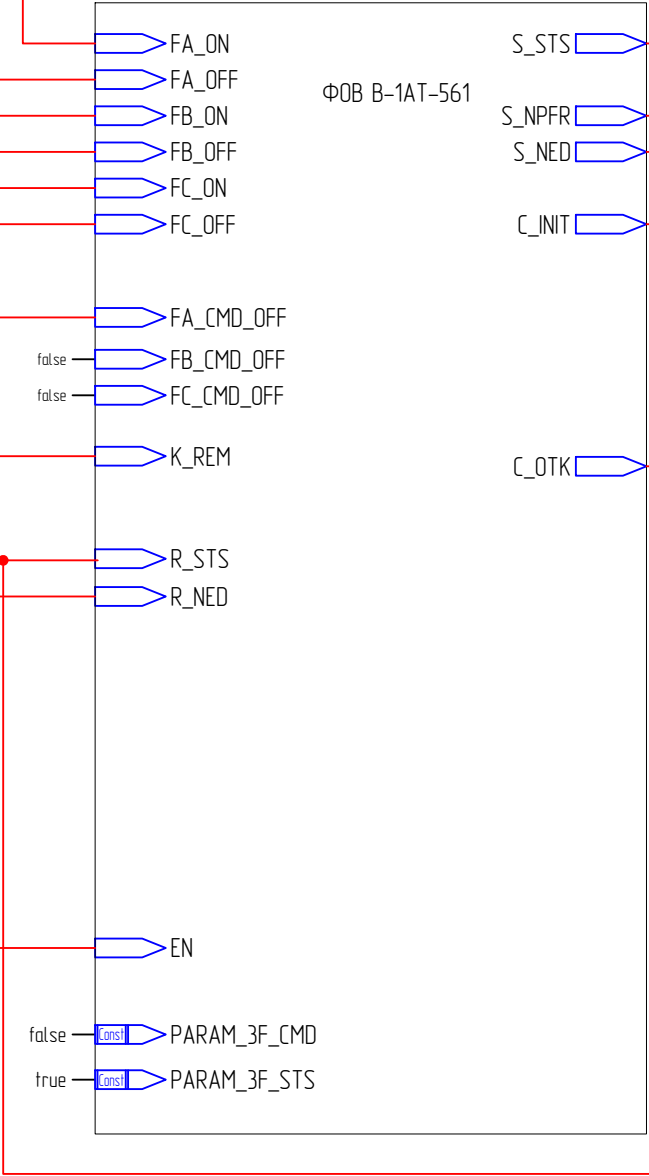 FA_ON S_STS
FA_OFF
ФОВ В-1АТ-561
FB_ON S_NPFR
FB_OFF S_NED
FC_ON
FC_OFF C_INIT
FA_CMD_OFF
false FB_CMD_OFF
false FC_CMD_OFF
K_REM
C_OTK
R_STS
R_NED
EN
false Const PARAM_3F_CMD
true Const PARAM_3F_STS